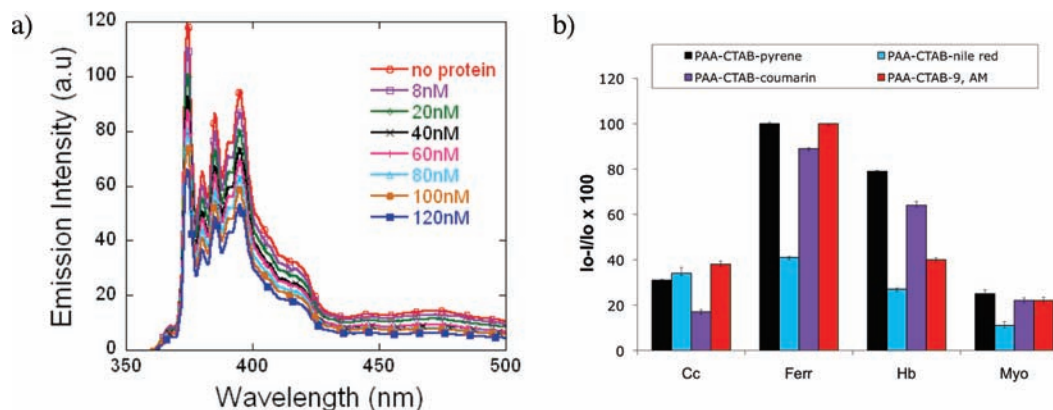 a)
Emission Intensity (a.u)
120
100
80
60
40
20
0
350
400
450
500
Wavelength (nm)
no protein
8nM
20nM
40nM
60nM
80nM
100nM
120nM
b)
PAA-CTAB-pyrene
PAA-CTAB-nile red
PAA-CTAB-coumarin
PAA-CTAB-9, AM
Io-I/Io x 100
120
100
80
60
40
20
0
Cc
Ferr
Hb
Myo